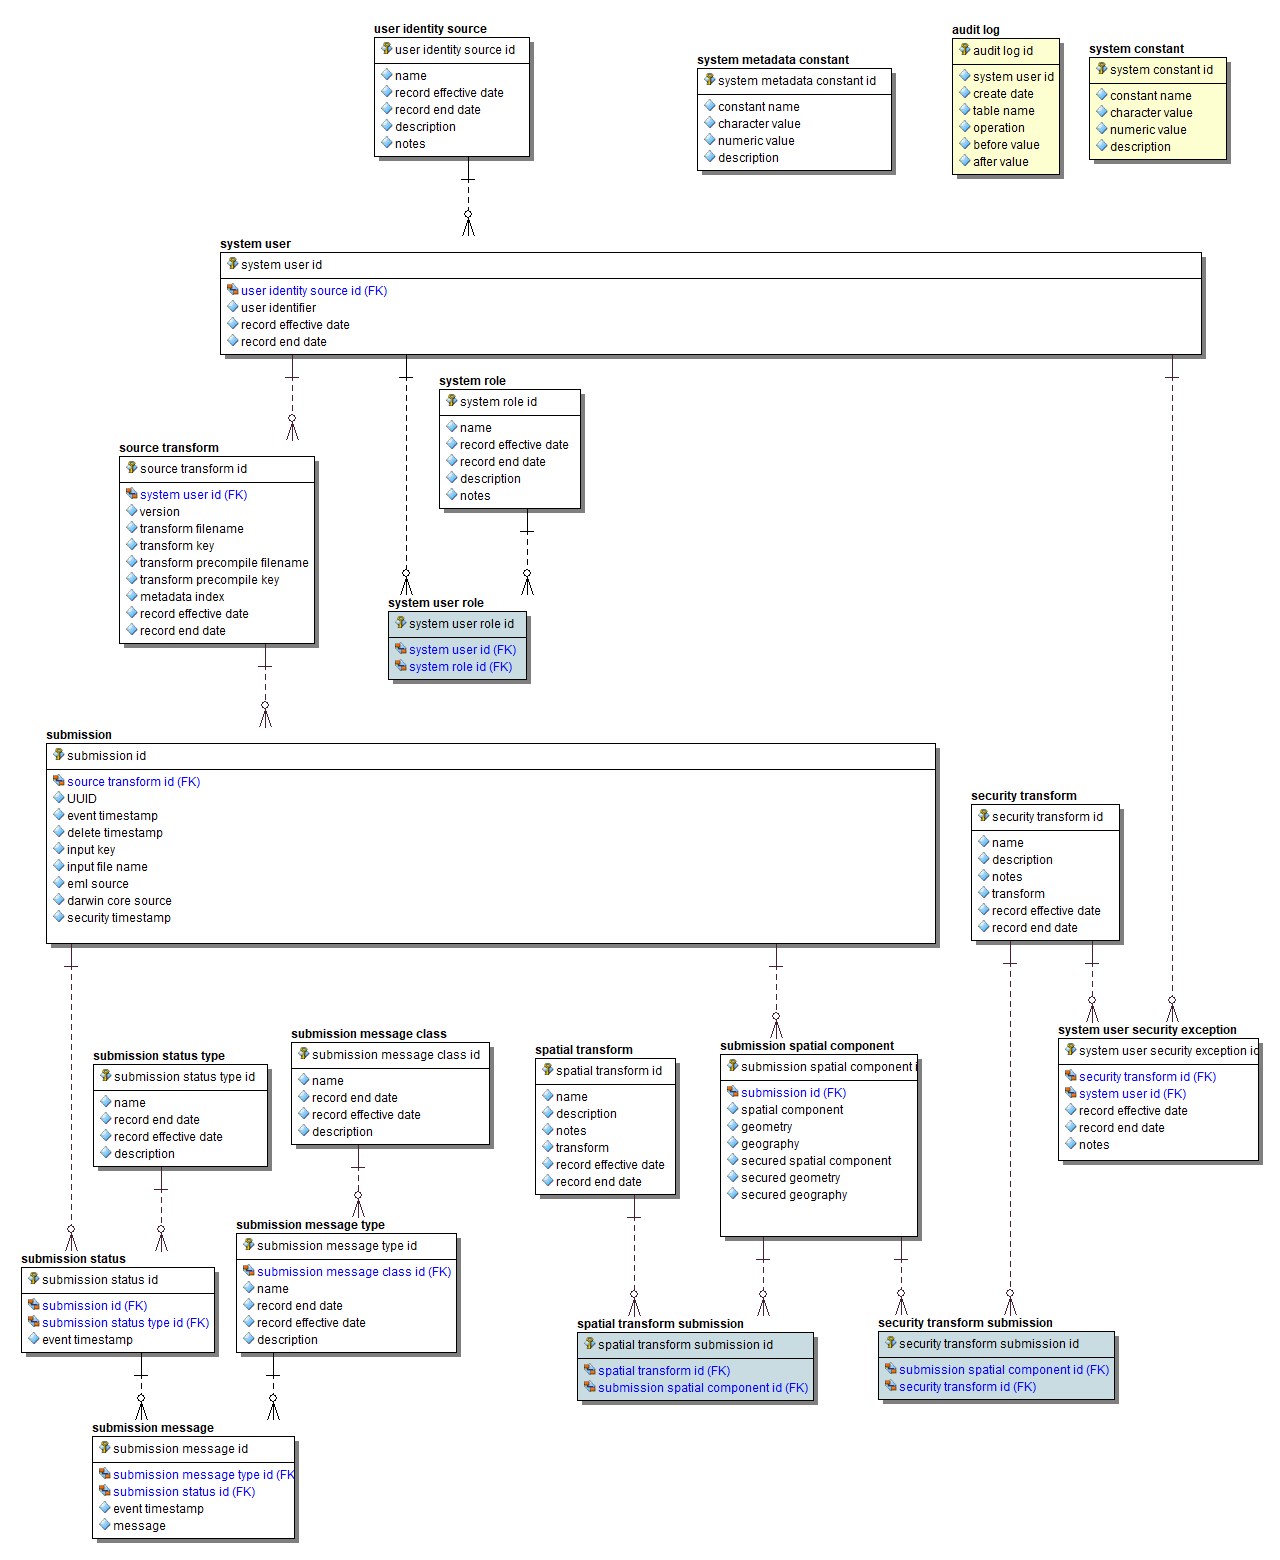 user identity source
user identity source id
name
record effective date
record end date
description
notes
system metadata constant
system metadata constant id
constant name
character value
numeric value
description
audit log
audit log id
system user id
create date
table name
operation
before value
after value
system constant
system constant id
constant name
character value
numeric value
description
system user
system user id
user identity source id (FK)
user identifier
record effective date
record end date
system role
system role id
name
record effective date
record end date
description
notes
source transform
source transform id
system user id (FK)
version
transform filename
transform key
transform precompile filename
transform precompile key
metadata index
record effective date
record end date
system user role
system user role id
system user id (FK)
system role id (FK)
submission
submission id
source transform id (FK)
UUID
event timestamp
delete timestamp
input key
input file name
eml source
darwin core source
security timestamp
security transform
security transform id
name
description
notes
transform
record effective date
record end date
system user security exception
system user security exception id
security transform id (FK)
system user id (FK)
record effective date
record end date
notes
submission status type
submission status type id
name
record end date
record effective date
description
submission message class
submission message class id
name
record end date
record effective date
description
spatial transform
spatial transform id
name
description
notes
transform
record effective date
record end date
submission spatial component
submission spatial component i
submission id (FK)
spatial component
geometry
geography
secured spatial component
secured geometry
secured geography
submission status
submission status id
submission id (FK)
submission status type id (FK)
event timestamp
submission message type
submission message type id
submission message class id (FK)
name
record end date
record effective date
description
spatial transform submission
spatial transform submission id
spatial transform id (FK)
submission spatial component id (FK)
security transform submission
security transform submission id
submission spatial component id (FK)
security transform id (FK)
submission message
submission message id
submission message type id (FK
submission status id (FK)
event timestamp
message